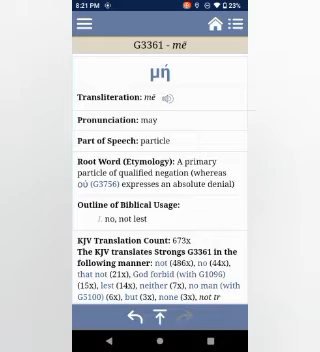 8:21 PM 23%
G3361 - mē
μή
Transliteration: mē
Pronunciation: may
Part of Speech: particle
Root Word (Etymology): A primary
particle of qualified negation (whereas
οὐ (G3756) expresses an absolute denial)
Outline of Biblical Usage:
I. no, not lest
KJV Translation Count: 673x
The KJV translates Strongs G3361 in the
following manner: not (486x), no (44x),
that not (21x), God forbid (with G1096)
(15x), lest (14x), neither (7x), no man (with
G5100) (6x), but (3x), none (3x), not tr